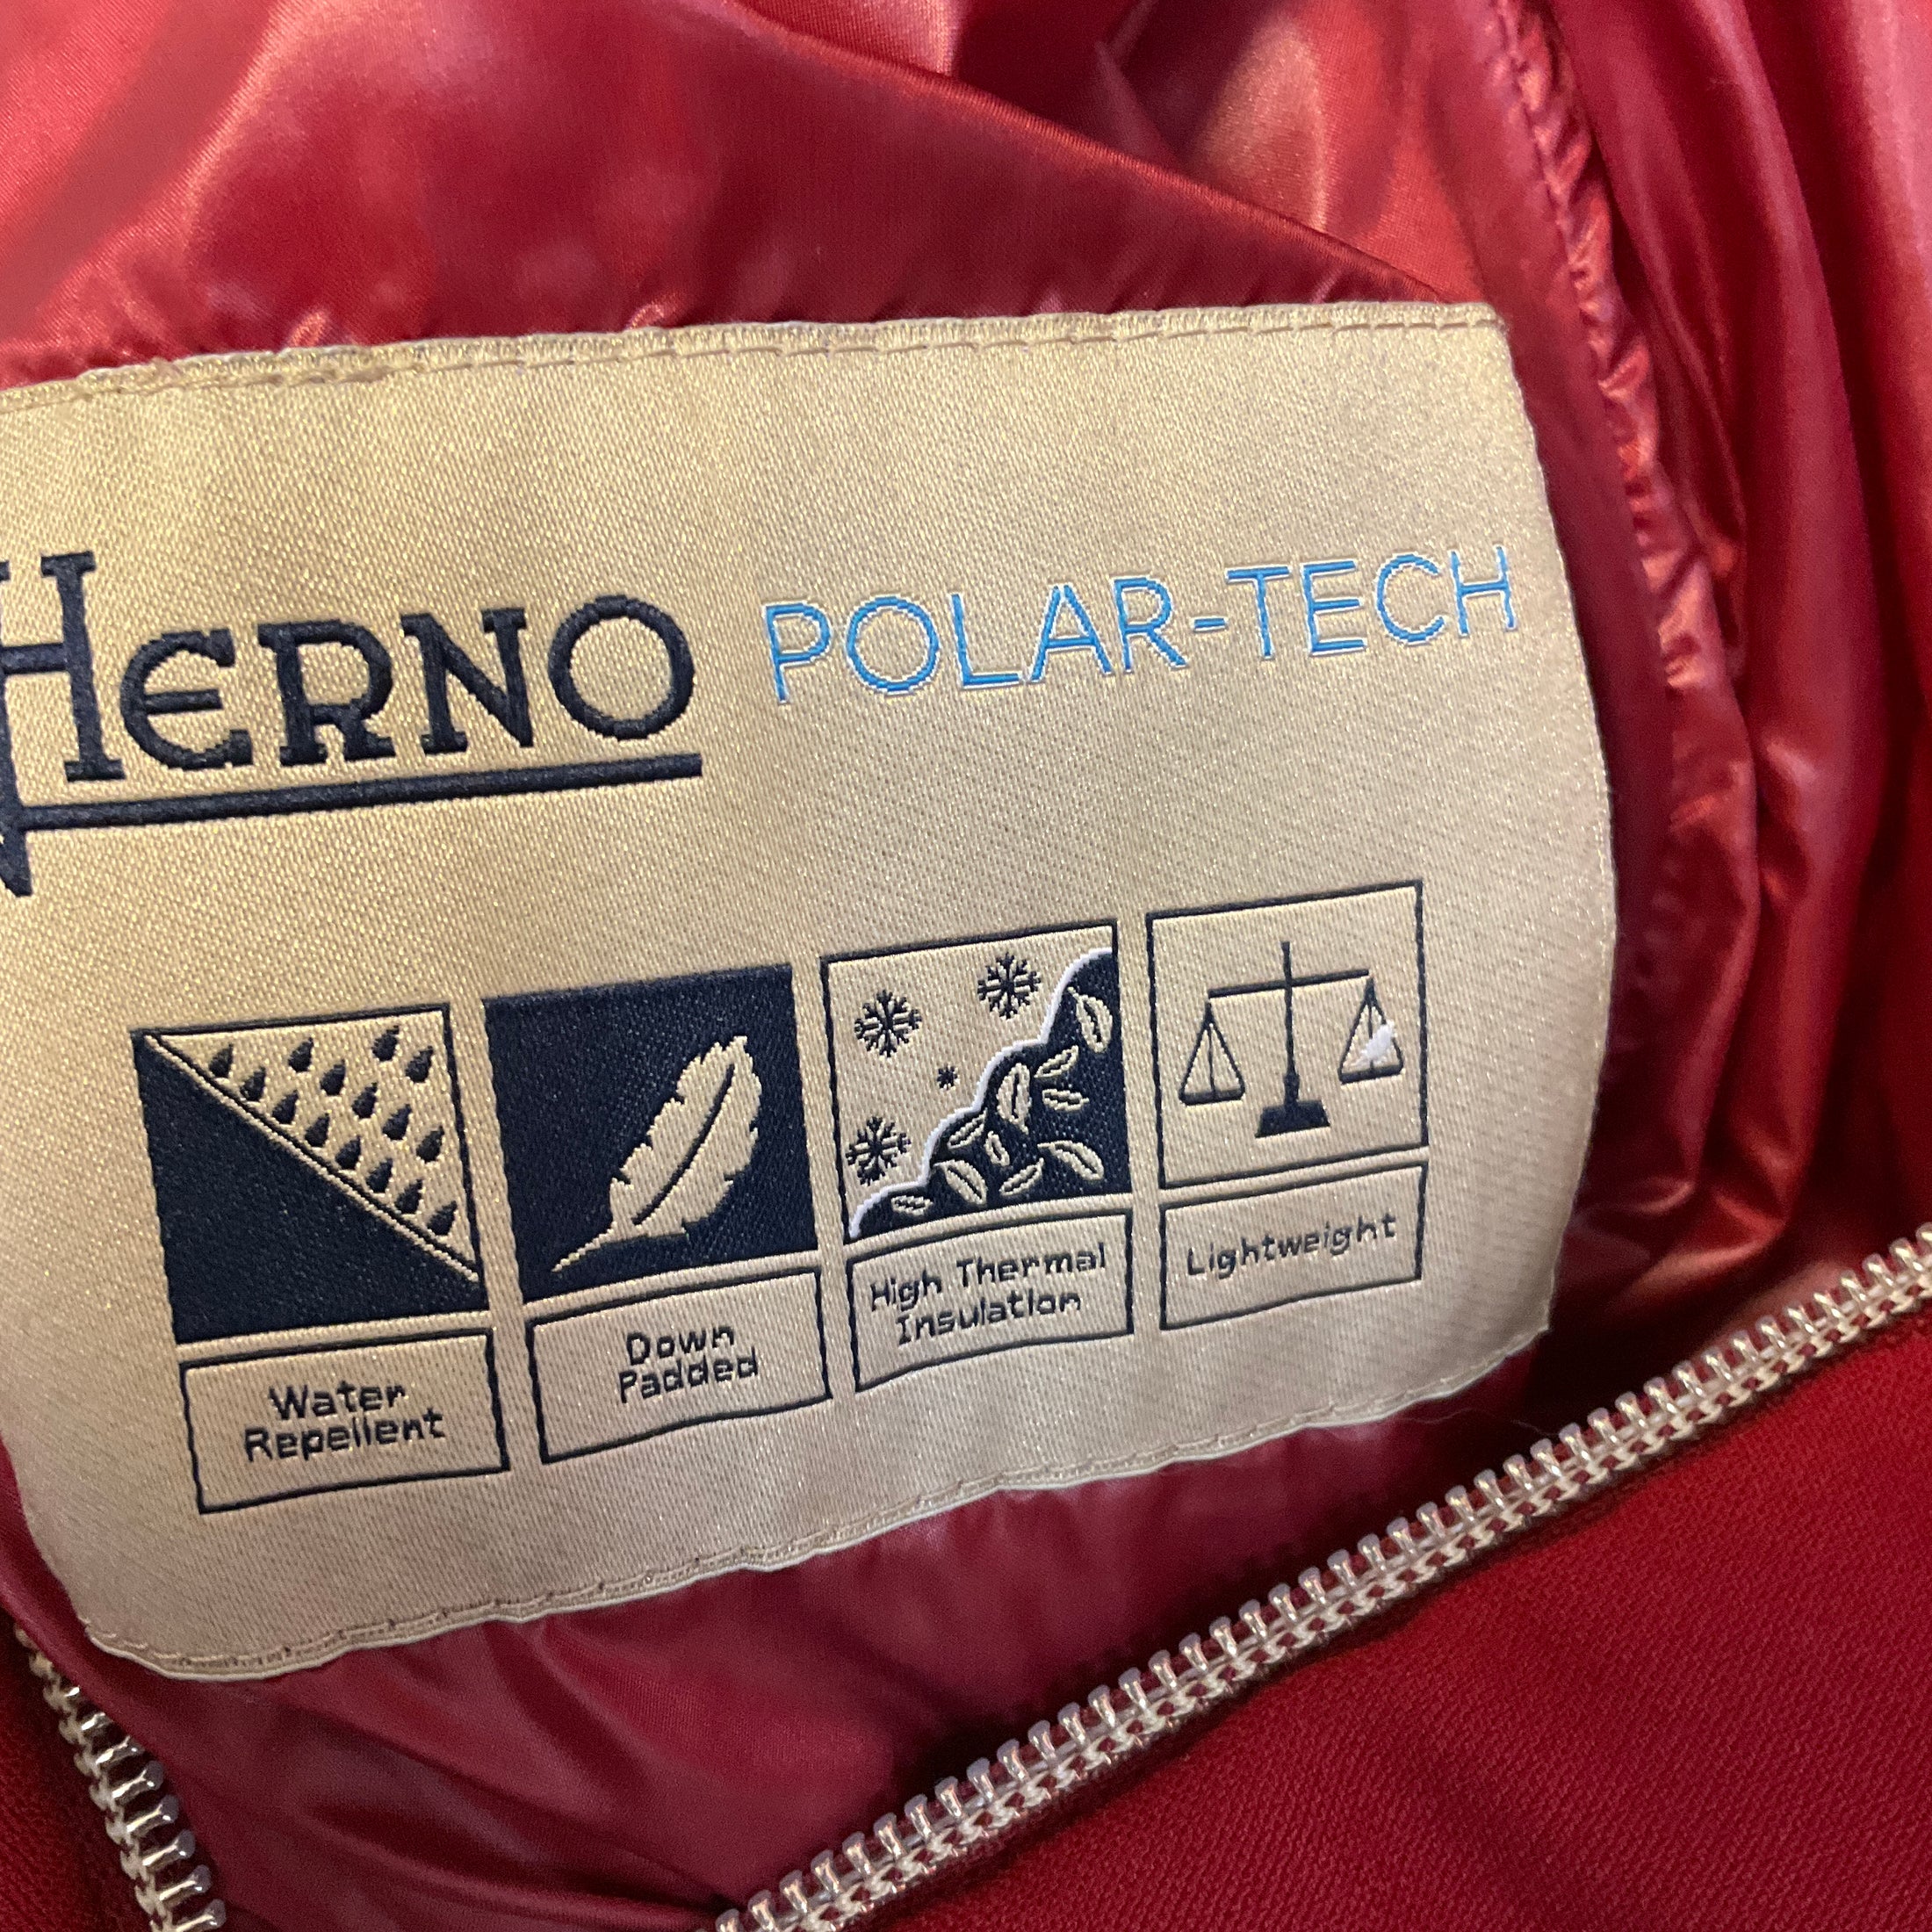 HERNO POLAR-TECH
Water
Repellent
Down
Padded
High Thermal
Insulation
Lightweight